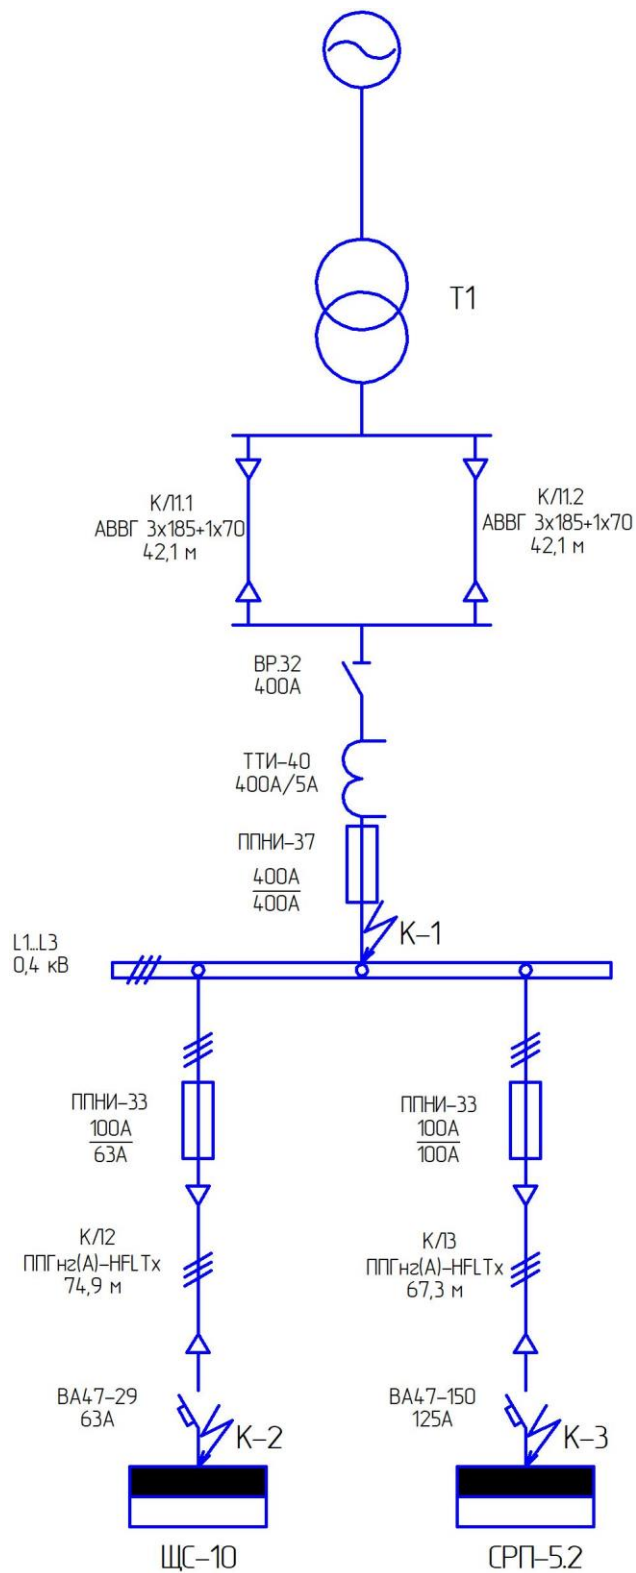 Т1
КЛ1.1
АВВГ 3х185+1х70
42,1 м
КЛ1.2
АВВГ 3х185+1х70
42,1 м
ВР.32
400А
ТТИ-40
400А/5А
ППНИ-37
400А
400А
К-1
L1...L3
0,4 кВ
ППНИ-33
100А
63А
ППНИ-33
100А
100А
КЛ2
ППГнг(А)-HFLTx
74,9 м
КЛ3
ППГнг(А)-HFLTx
67,3 м
ВА47-29
63А
К-2
ВА47-150
125А
К-3
ЩС-10
СРП-5.2